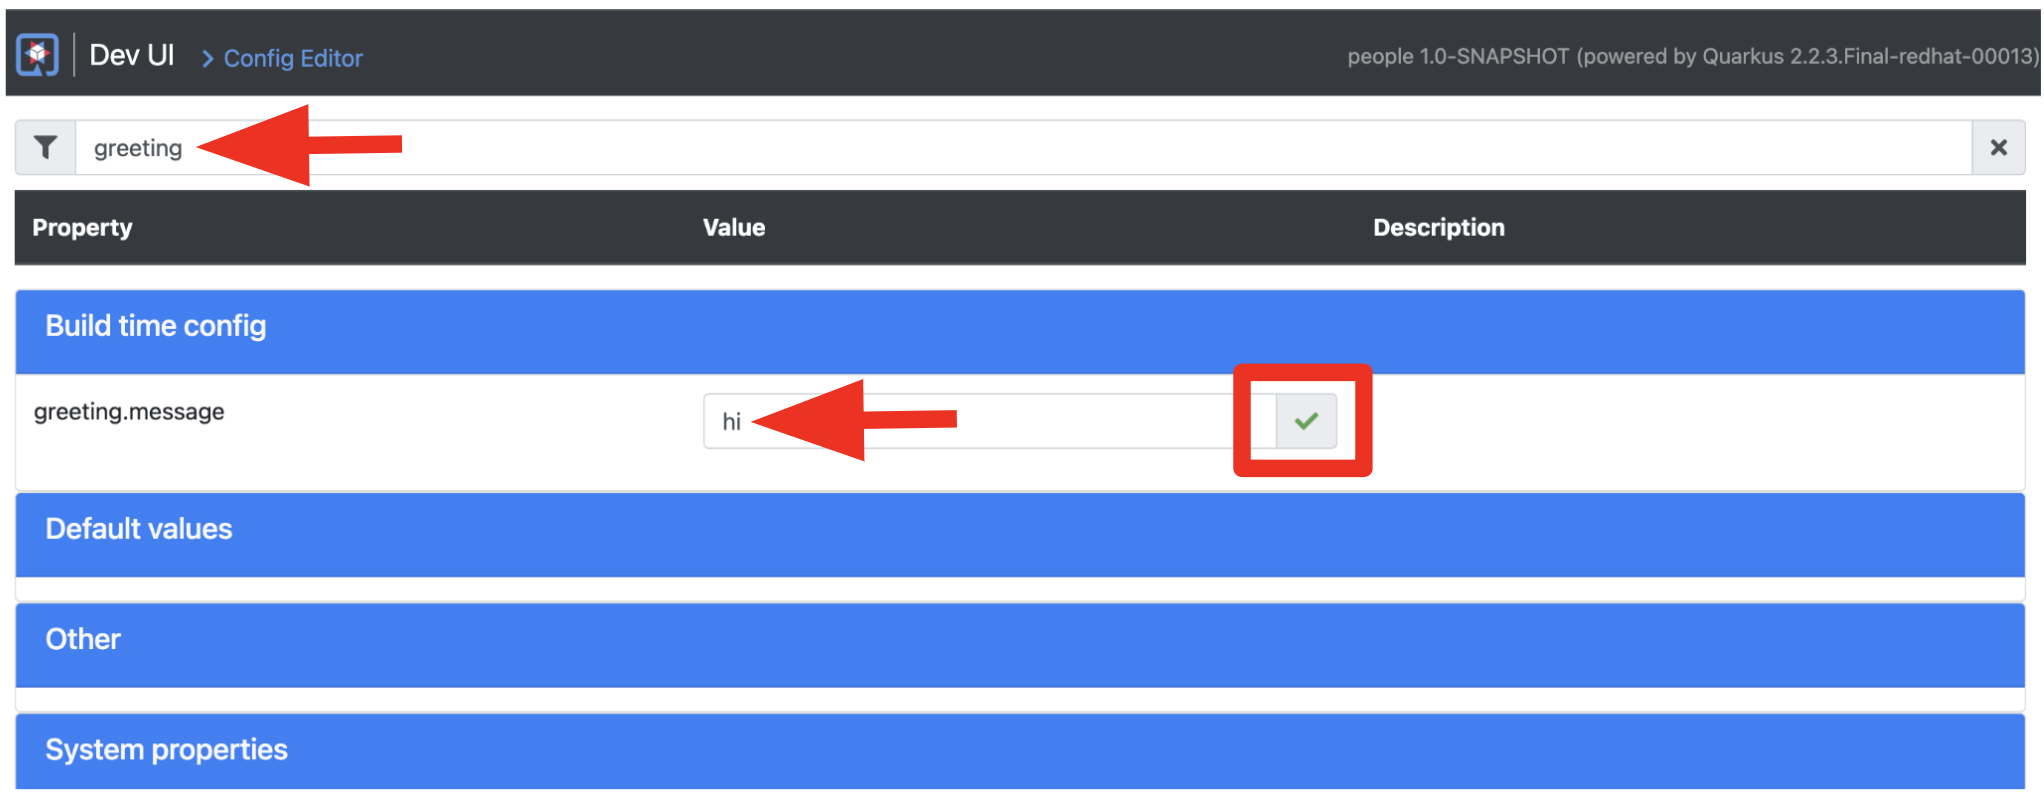 Dev UI > Config Editor people 1.0-SNAPSHOT (powered by Quarkus 2.2.3.Final-redhat-00013)
greeting
Property Value Description
Build time config
greeting.message hi
Default values
Other
System properties